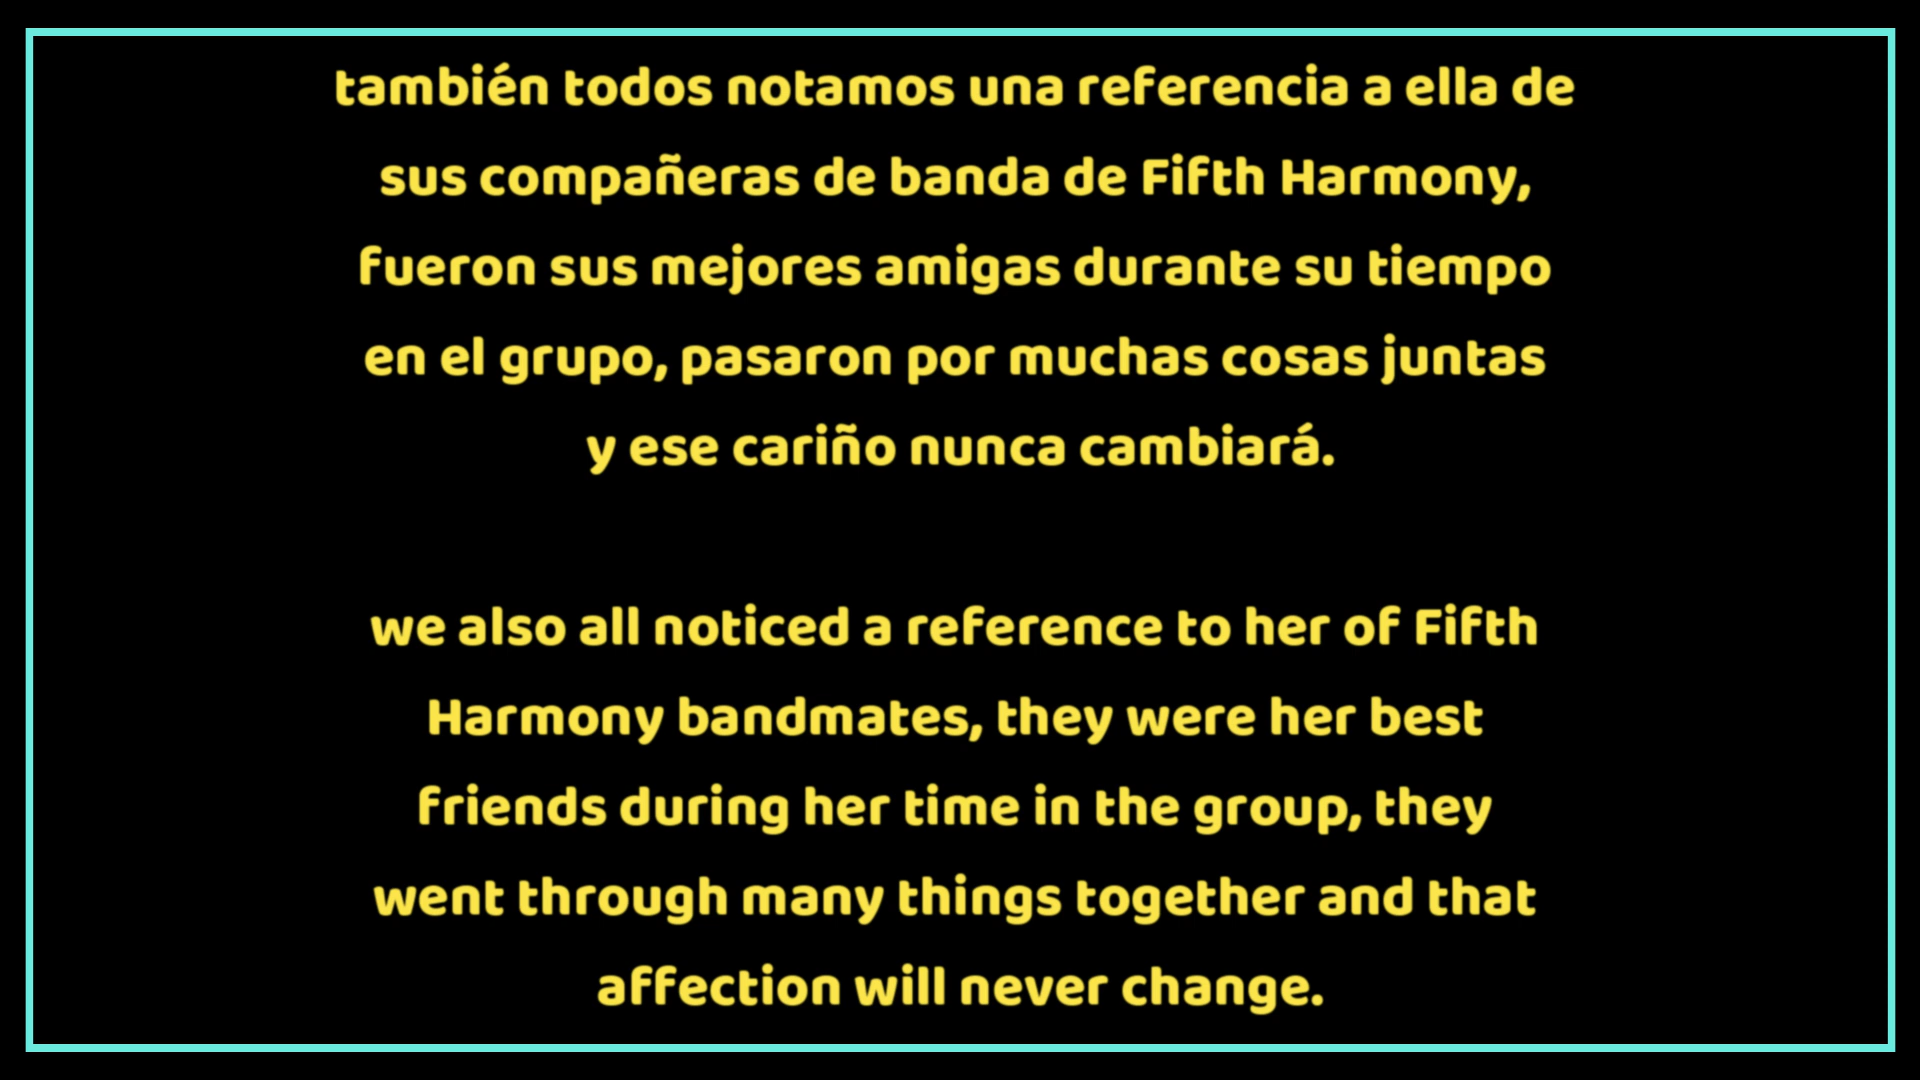 también todos notamos una referencia a ella de
sus compañeras de banda de Fifth Harmony,
fueron sus mejores amigas durante su tiempo
en el grupo, pasaron por muchas cosas juntas
y ese cariño nunca cambiará.
we also all noticed a reference to her of Fifth
Harmony bandmates, they were her best
friends during her time in the group, they
went through many things together and that
affection will never change.